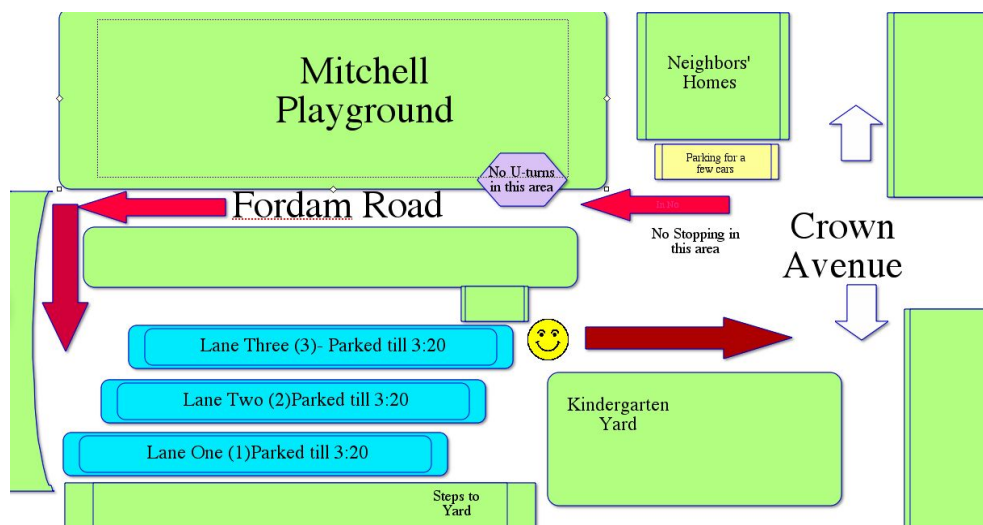 Mitchell
Playground
Neighbors'
Homes
Parking for a
few cars
No U-turns
in this area
Fordam Road
No Stopping in
this area
Crown
Avenue
Lane Three (3)- Parked till 3:20
Lane Two (2)Parked till 3:20
Lane One (1)Parked till 3:20
Kindergarten
Yard
Steps to
Yard